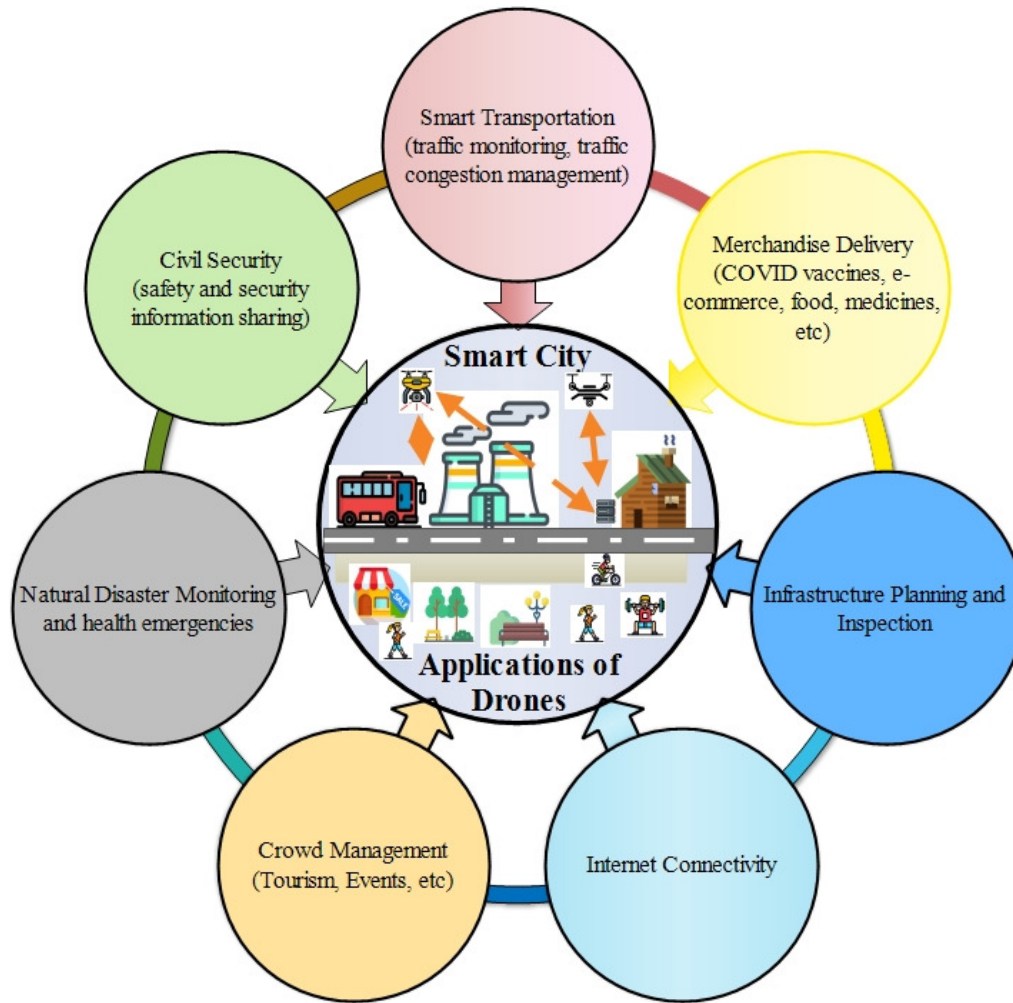 Smart Transportation
(traffic monitoring, traffic
congestion management)
Civil Security
(safety and security
information sharing)
Merchandise Delivery
(COVID vaccines, e-
commerce, food, medicines,
etc)
Smart City
Natural Disaster Monitoring
and health emergencies
Infrastructure Planning and
Inspection
SALE
Applications of
Drones
Crowd Management
(Tourism, Events, etc)
Internet Connectivity